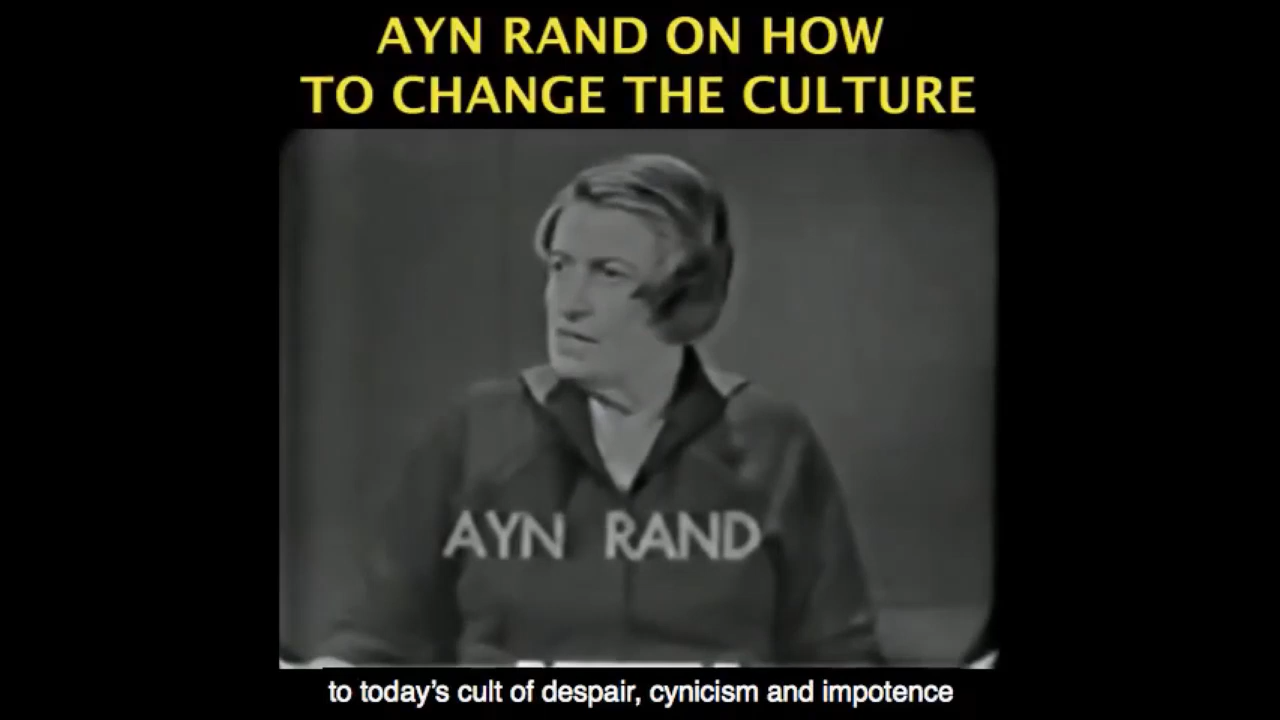 AYN RAND ON HOW
TO CHANGE THE CULTURE
AYN RAND
to today's cult of despair, cynicism and impotence